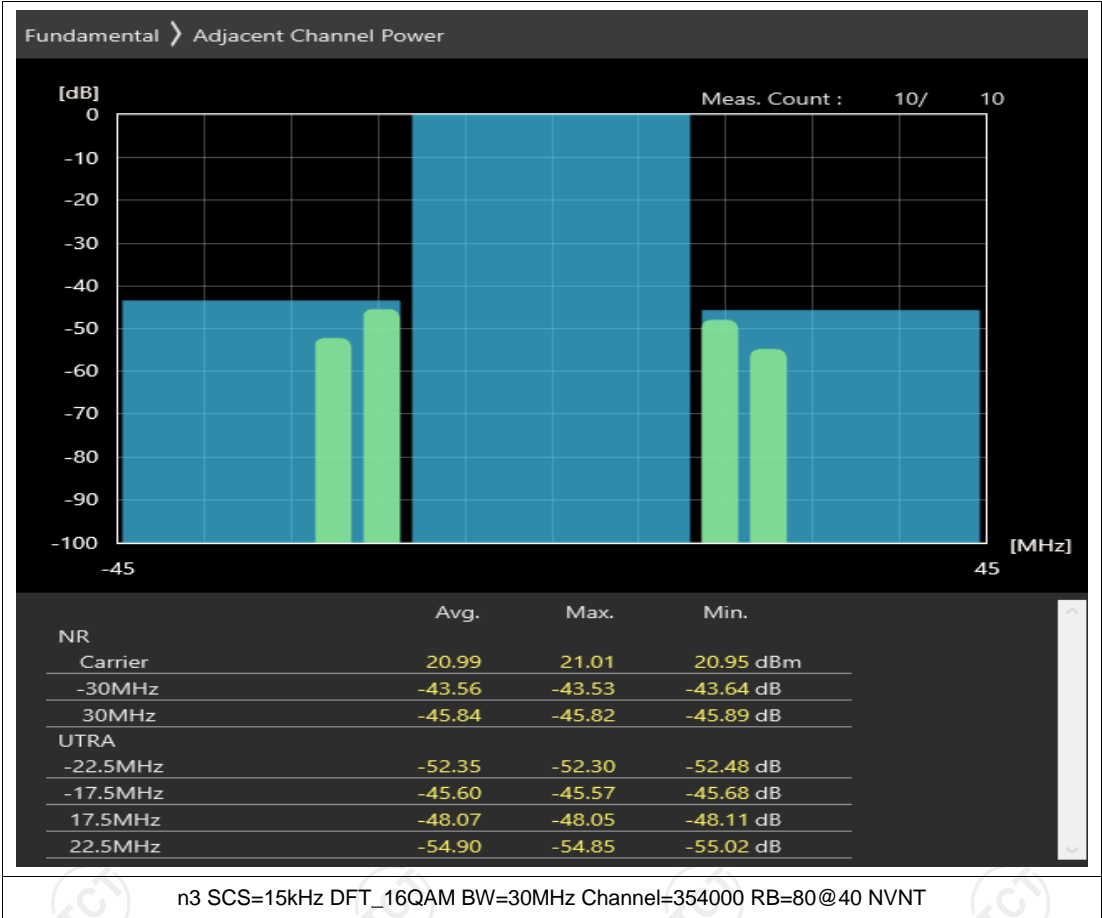 Fundamental ❯ Adjacent Channel Power
[dB]
Meas. Count : 10/ 10
0
-10
-20
-30
-40
-50
-60
-70
-80
-90
-100
[MHz]
-45 45
Avg. Max. Min.
NR
Carrier 20.99 21.01 20.95 dBm
-30MHz -43.56 -43.53 -43.64 dB
30MHz -45.84 -45.82 -45.89 dB
UTRA
-22.5MHz -52.35 -52.30 -52.48 dB
-17.5MHz -45.60 -45.57 -45.68 dB
17.5MHz -48.07 -48.05 -48.11 dB
22.5MHz -54.90 -54.85 -55.02 dB
n3 SCS=15kHz DFT_16QAM BW=30MHz Channel=354000 RB=80@40 NVNT
TCT TCT TCT TCT